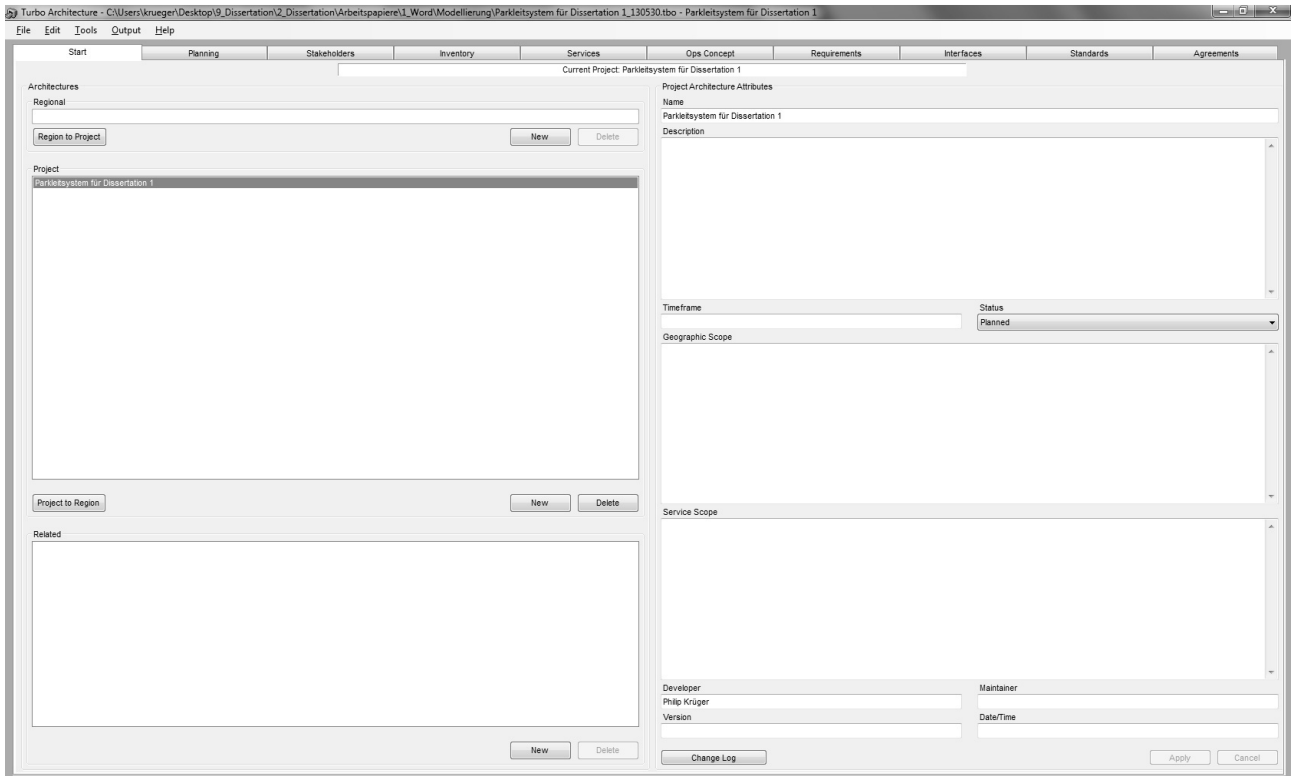 Turbo Architecture - C:\Users\krueger\Desktop\9_Dissertation\2_Dissertation\Arbeitspapiere\1_Word\Modellierung\Parkleitsystem für Dissertation 1_130530.tbo - Parkleitsystem für Dissertation 1
File Edit Tools Output Help
Start Planning Stakeholders Inventory Services Ops Concept Requirements Interfaces Standards Agreements
Current Project: Parkleitsystem für Dissertation 1
Architectures
Regional
Region to Project New Delete
Project
Parkleitsystem für Dissertation 1
Project to Region New Delete
Related
New Delete
Project Architecture Attributes
Name
Parkleitsystem für Dissertation 1
Description
Timeframe Status
Planned
Geographic Scope
Service Scope
Developer Maintainer
Philip Krüger
Version Date/Time
Change Log Apply Cancel